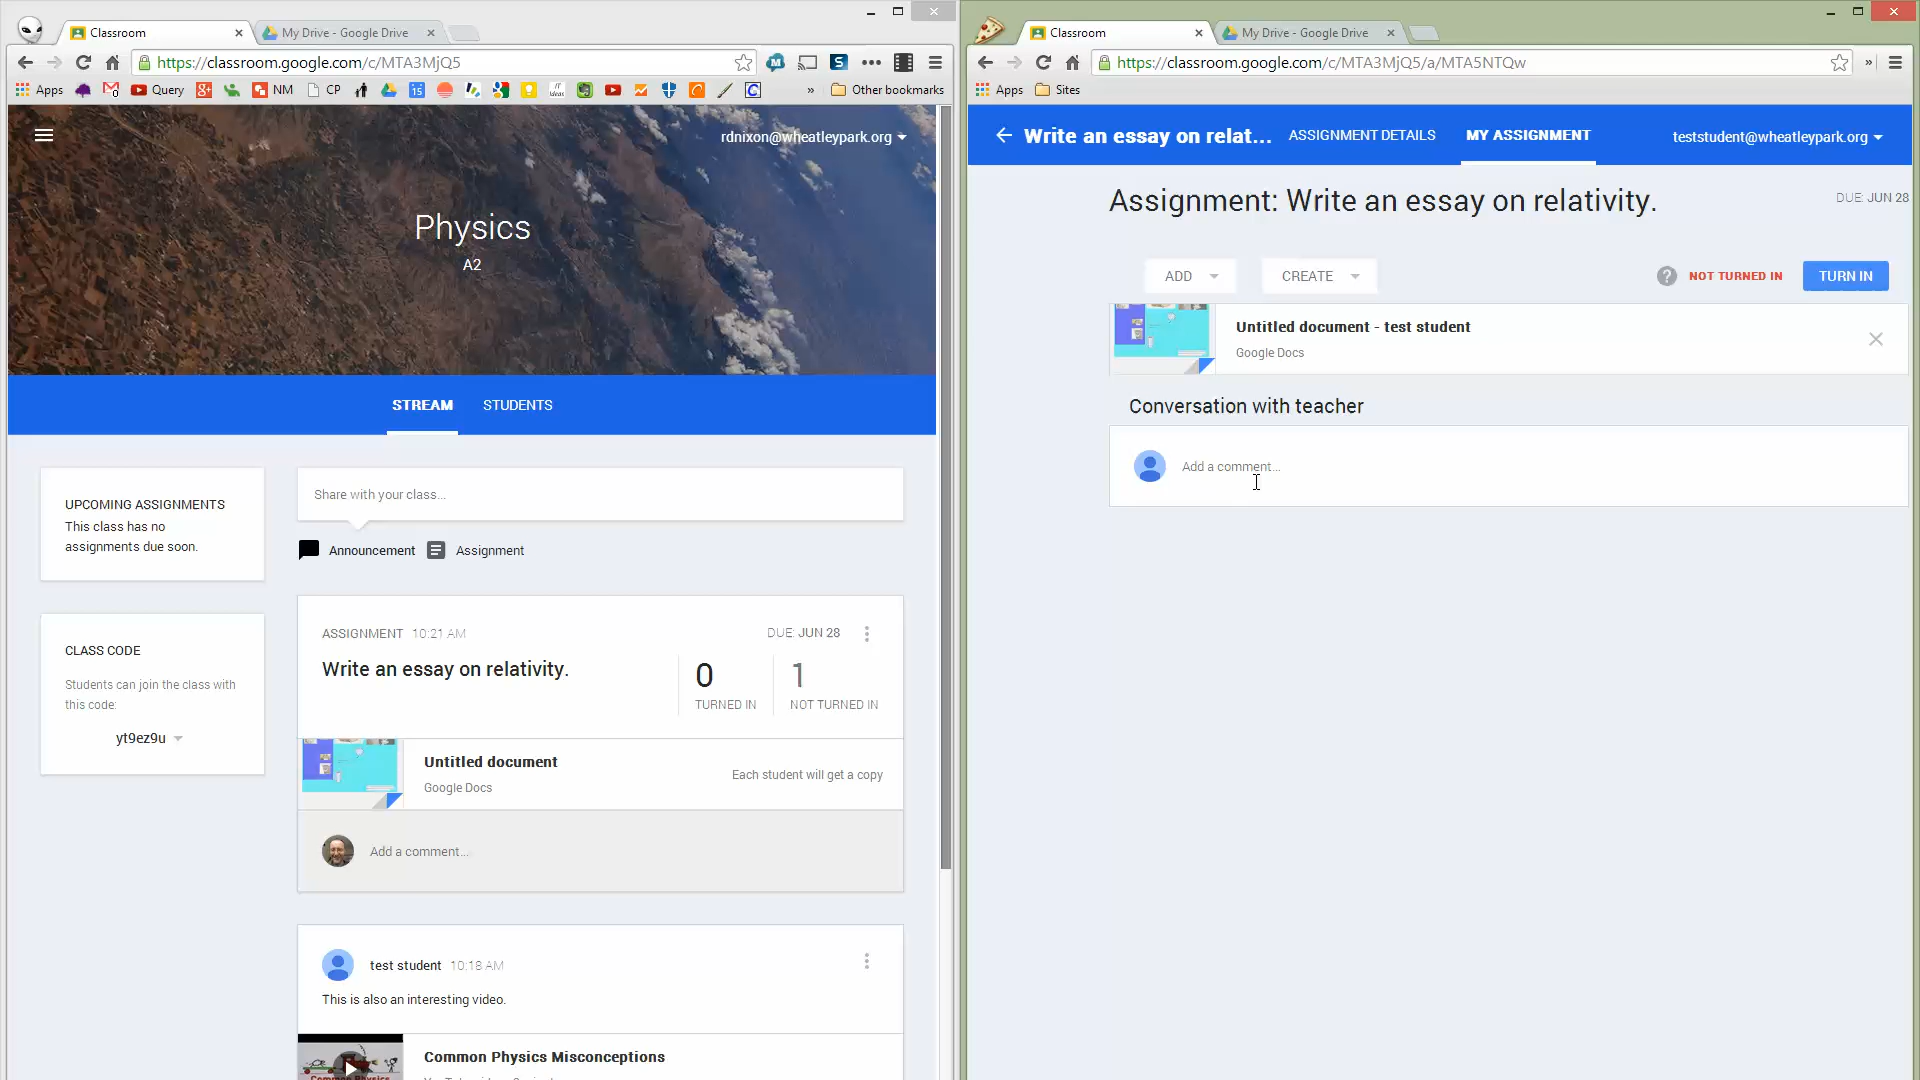 Classroom
My Drive - Google Drive
https://classroom.google.com/c/MTA3MjQ5
Apps
Query
NM
CP
Other bookmarks
rdnixon@wheatleypark.org
Physics
A2
STREAM
STUDENTS
UPCOMING ASSIGNMENTS
This class has no
assignments due soon.
CLASS CODE
Students can join the class with
this code:
yt9ez9u
Share with your class...
Announcement
Assignment
ASSIGNMENT 10:21 AM
DUE: JUN 28
Write an essay on relativity.
0
TURNED IN
1
NOT TURNED IN
Untitled document
Google Docs
Each student will get a copy
Add a comment...
test student 10:18 AM
This is also an interesting video.
Common Physics Misconceptions
Classroom
My Drive - Google Drive
https://classroom.google.com/c/MTA3MjQ5/a/MTA5NTQw
Apps
Sites
Write an essay on relat...
ASSIGNMENT DETAILS
MY ASSIGNMENT
teststudent@wheatleypark.org
Assignment: Write an essay on relativity.
DUE: JUN 28
ADD
CREATE
NOT TURNED IN
TURN IN
Untitled document - test student
Google Docs
Conversation with teacher
Add a comment...